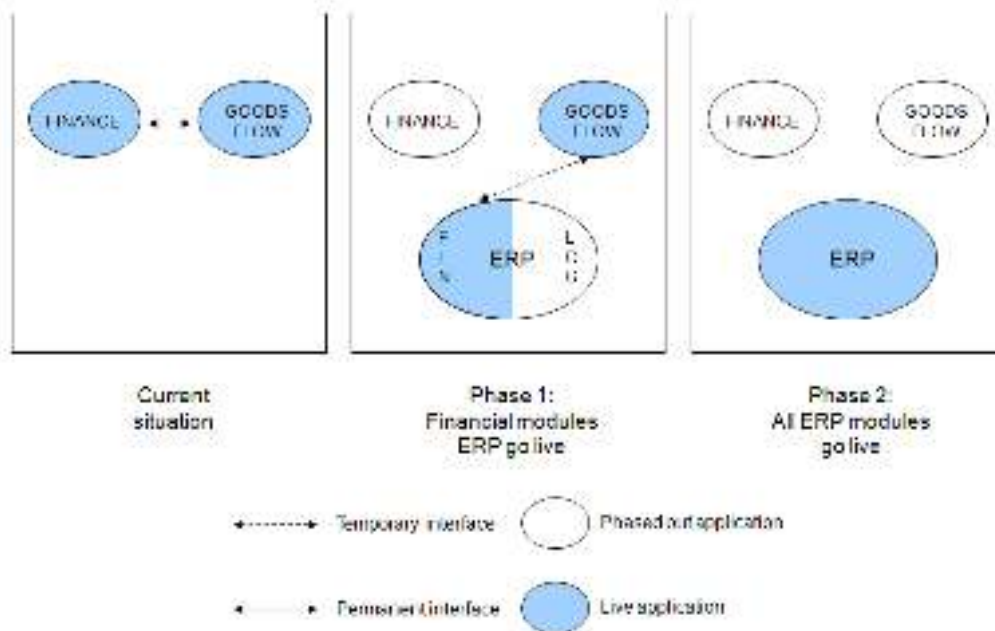 FINANCE
GOODS
FLOW
FINANCE
GOODS
FLOW
F
I
N
ERP
L
O
G
FINANCE
GOODS
FLOW
ERP
Current
situation
Phase 1:
Financial modules
ERP go live
Phase 2:
All ERP modules
go live
Temporary interface
Phased out application
Permanent interface
Live application